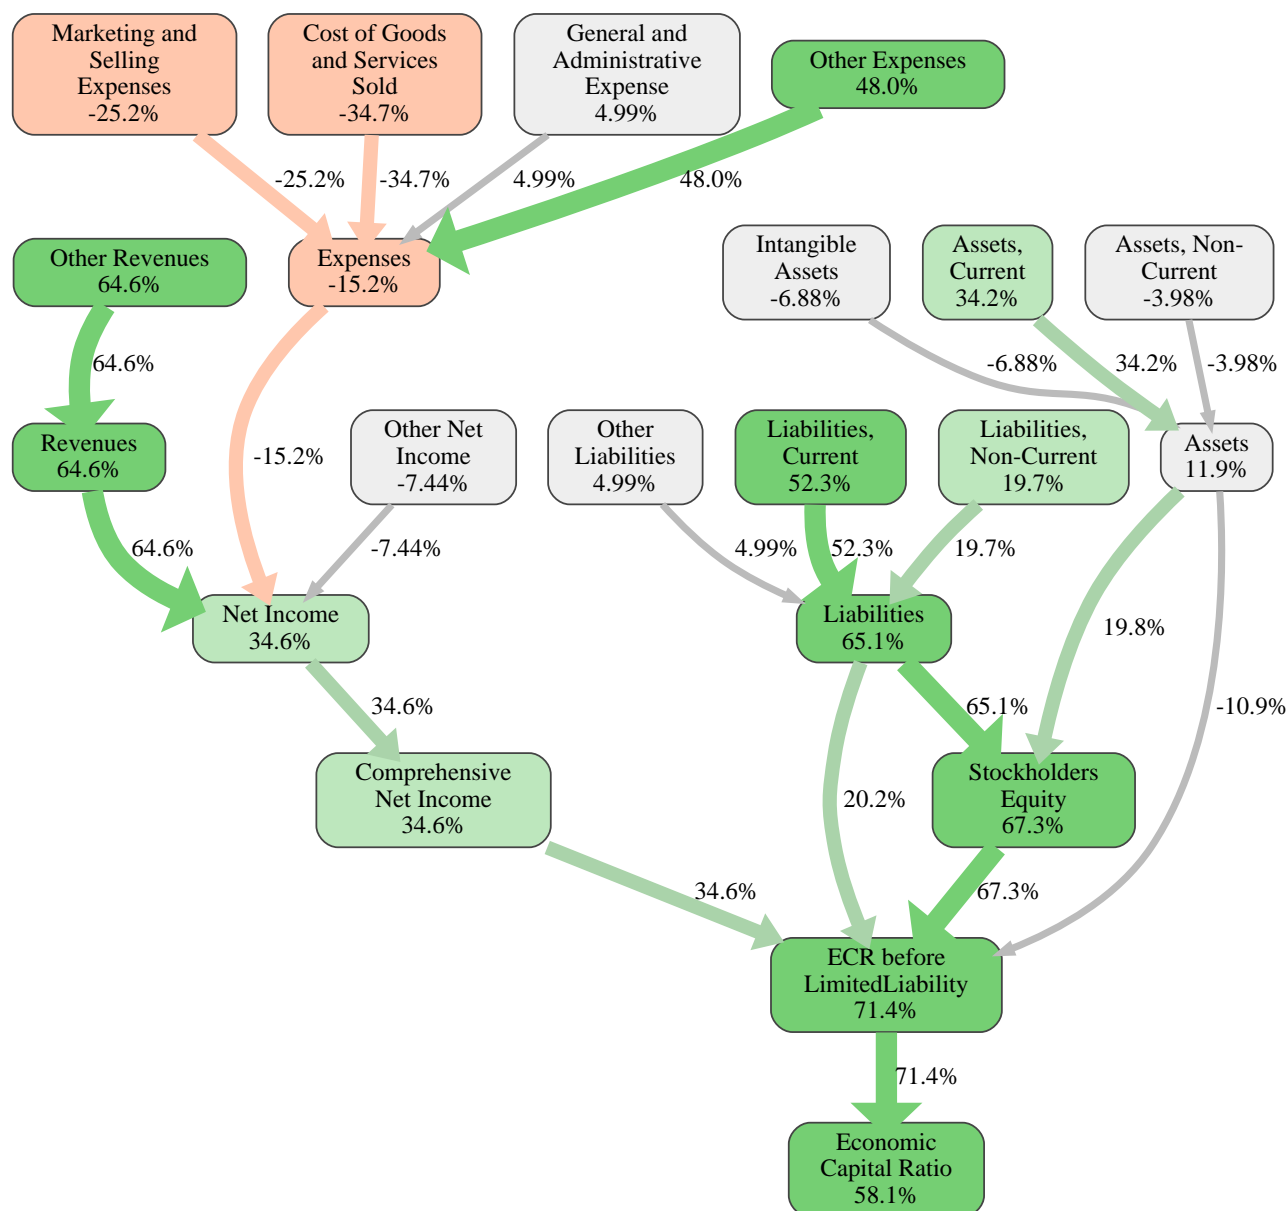 Marketing and
Selling
Expenses
-25.2%
Cost of Goods
and Services
Sold
-34.7%
General and
Administrative
Expense
4.99%
Other Expenses
48.0%
-25.2%
-34.7%
4.99%
48.0%
Other Revenues
64.6%
Expenses
-15.2%
Intangible
Assets
-6.88%
Assets,
Current
34.2%
Assets, Non-
Current
-3.98%
64.6%
-6.88%
34.2%
-3.98%
Revenues
64.6%
-15.2%
Other Net
Income
-7.44%
Other
Liabilities
4.99%
Liabilities,
Current
52.3%
Liabilities,
Non-Current
19.7%
Assets
11.9%
64.6%
-7.44%
4.99%
52.3%
19.7%
Net Income
34.6%
Liabilities
65.1%
19.8%
34.6%
65.1%
-10.9%
Comprehensive
Net Income
34.6%
20.2%
Stockholders
Equity
67.3%
34.6%
67.3%
ECR before
LimitedLiability
71.4%
71.4%
Economic
Capital Ratio
58.1%